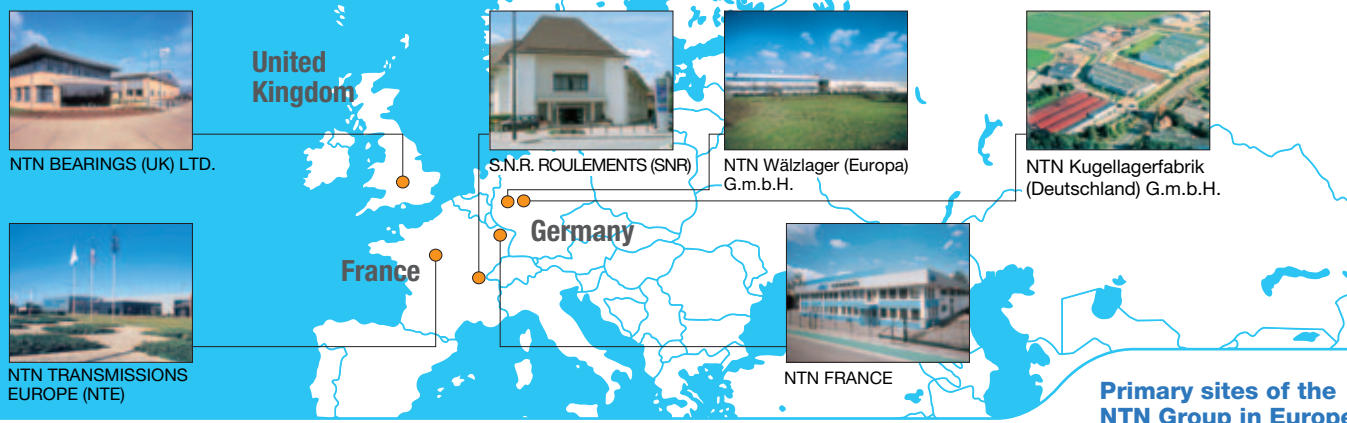 United
Kingdom
NTN BEARINGS (UK) LTD.
S.N.R. ROULEMENTS (SNR)
NTN Wälzlager (Europa)
G.m.b.H.
NTN Kugellagerfabrik
(Deutschland) G.m.b.H.
Germany
France
NTN TRANSMISSIONS
EUROPE (NTE)
NTN FRANCE
Primary sites of the
NTN Group in Europe